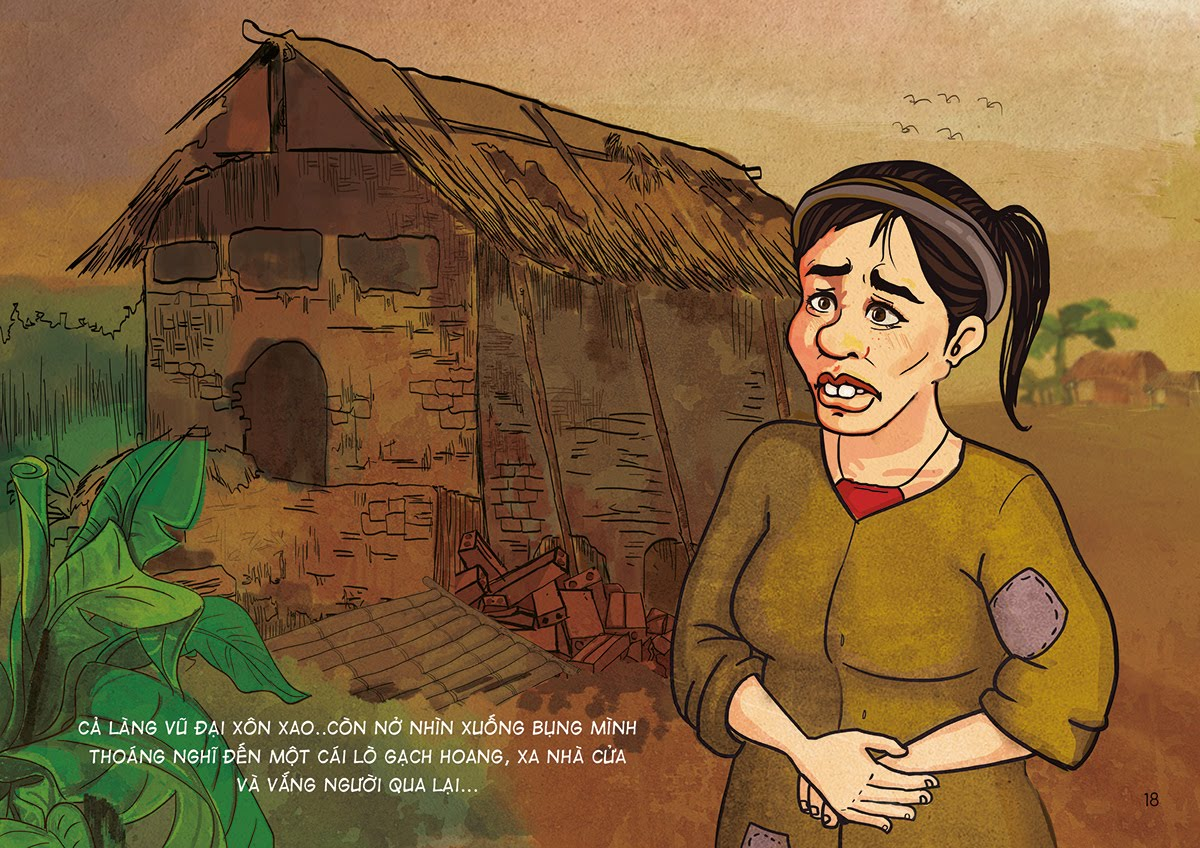 CẢ LÀNG VŨ ĐẠI XÔN XAO..CÒN NỞ NHÌN XUỐNG BỤNG MÌNH
THOÁNG NGHĨ ĐẾN MỘT CÁI LÒ GẠCH HOANG, XA NHÀ CỬA
VÀ VẮNG NGƯỜI QUA LẠI...
18